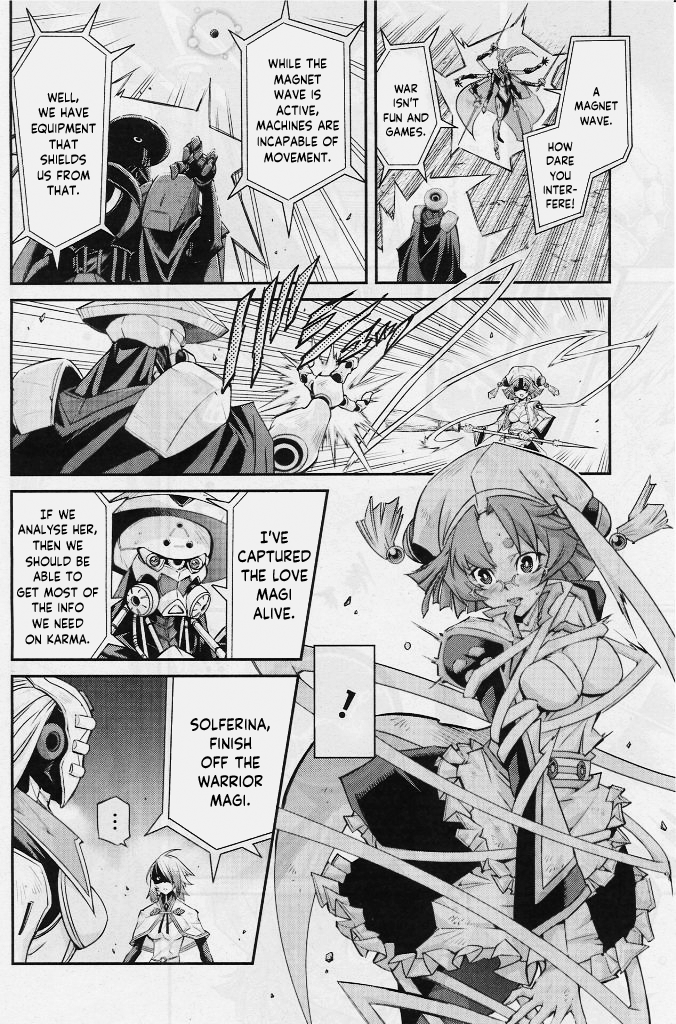 A
MAGNET
WAVE.
HOW
DARE
YOU
INTER-
FERE!
WAR
ISN'T
FUN AND
GAMES.
WHILE THE
MAGNET
WAVE IS
ACTIVE,
MACHINES ARE
INCAPABLE OF
MOVEMENT.
WELL,
WE HAVE
EQUIPMENT
THAT
SHIELDS
US FROM
THAT.
I'VE
CAPTURED
THE LOVE
MAGI
ALIVE.
IF WE
ANALYSE HER,
THEN WE
SHOULD BE
ABLE TO
GET MOST OF
THE INFO
WE NEED
ON KARMA.
!
SOLFERINA,
FINISH
OFF THE
WARRIOR
MAGI.
...